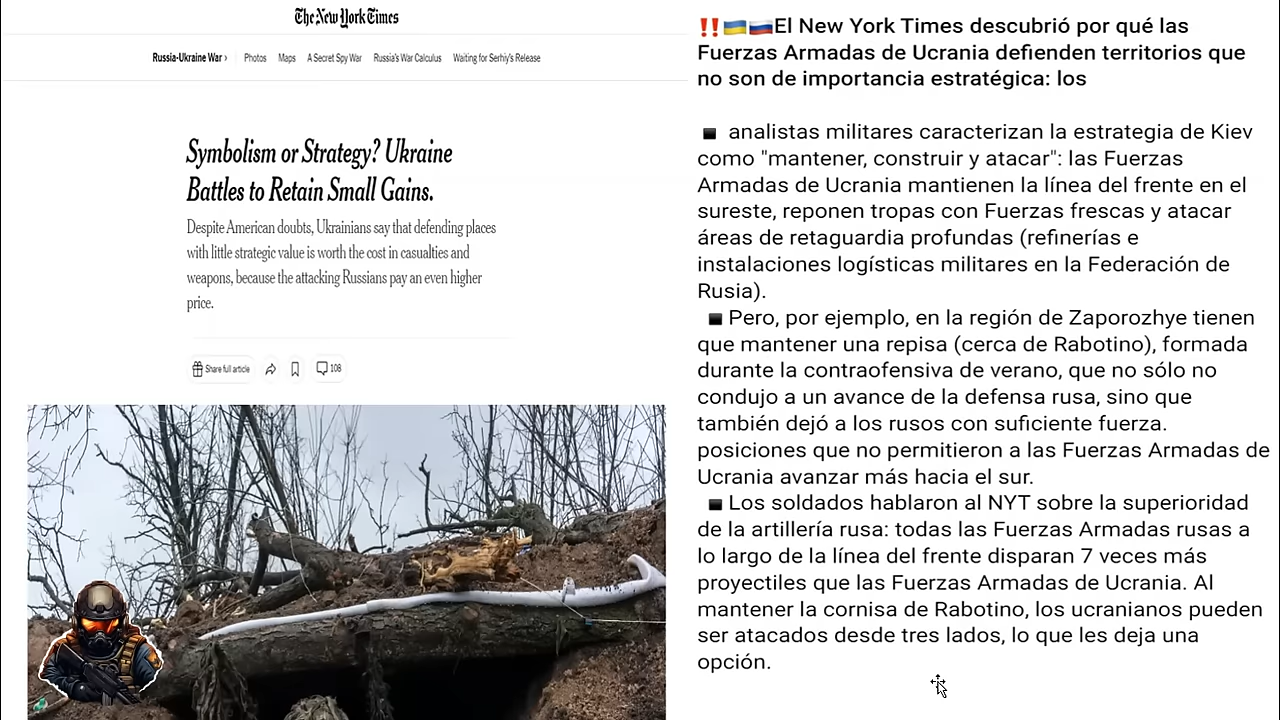 The New York Times
Russia-Ukraine War › Photos Maps A Secret Spy War Russia's War Calculus Waiting for Serhiy's Release
Symbolism or Strategy? Ukraine
Battles to Retain Small Gains.
Despite American doubts, Ukrainians say that defending places
with little strategic value is worth the cost in casualties and
weapons, because the attacking Russians pay an even higher
price.
Share full article 108
‼️🇺🇦🇷🇺El New York Times descubrió por qué las
Fuerzas Armadas de Ucrania defienden territorios que
no son de importancia estratégica: los
▪️ analistas militares caracterizan la estrategia de Kiev
como "mantener, construir y atacar": las Fuerzas
Armadas de Ucrania mantienen la línea del frente en el
sureste, reponen tropas con Fuerzas frescas y atacar
áreas de retaguardia profundas (refinerías e
instalaciones logísticas militares en la Federación de
Rusia).
▪️Pero, por ejemplo, en la región de Zaporozhye tienen
que mantener una repisa (cerca de Rabotino), formada
durante la contraofensiva de verano, que no sólo no
condujo a un avance de la defensa rusa, sino que
también dejó a los rusos con suficiente fuerza.
posiciones que no permitieron a las Fuerzas Armadas de
Ucrania avanzar más hacia el sur.
▪️Los soldados hablaron al NYT sobre la superioridad
de la artillería rusa: todas las Fuerzas Armadas rusas a
lo largo de la línea del frente disparan 7 veces más
proyectiles que las Fuerzas Armadas de Ucrania. Al
mantener la cornisa de Rabotino, los ucranianos pueden
ser atacados desde tres lados, lo que les deja una
opción.